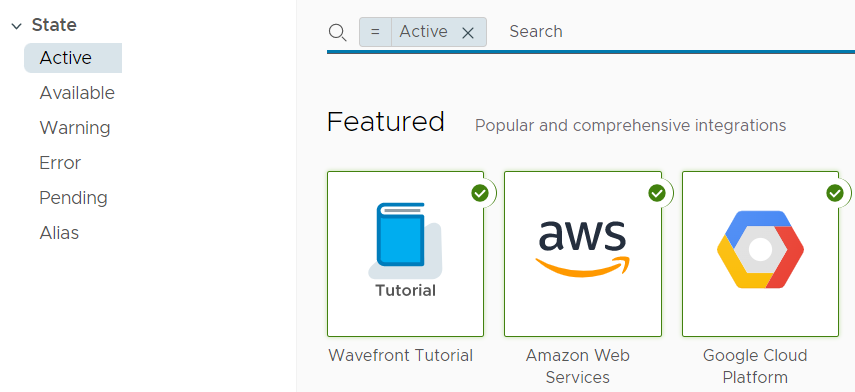 State
Active
Available
Warning
Error
Pending
Alias
= Active × Search
Featured Popular and comprehensive integrations
Tutorial
aws
Wavefront Tutorial
Amazon Web
Services
Google Cloud
Platform